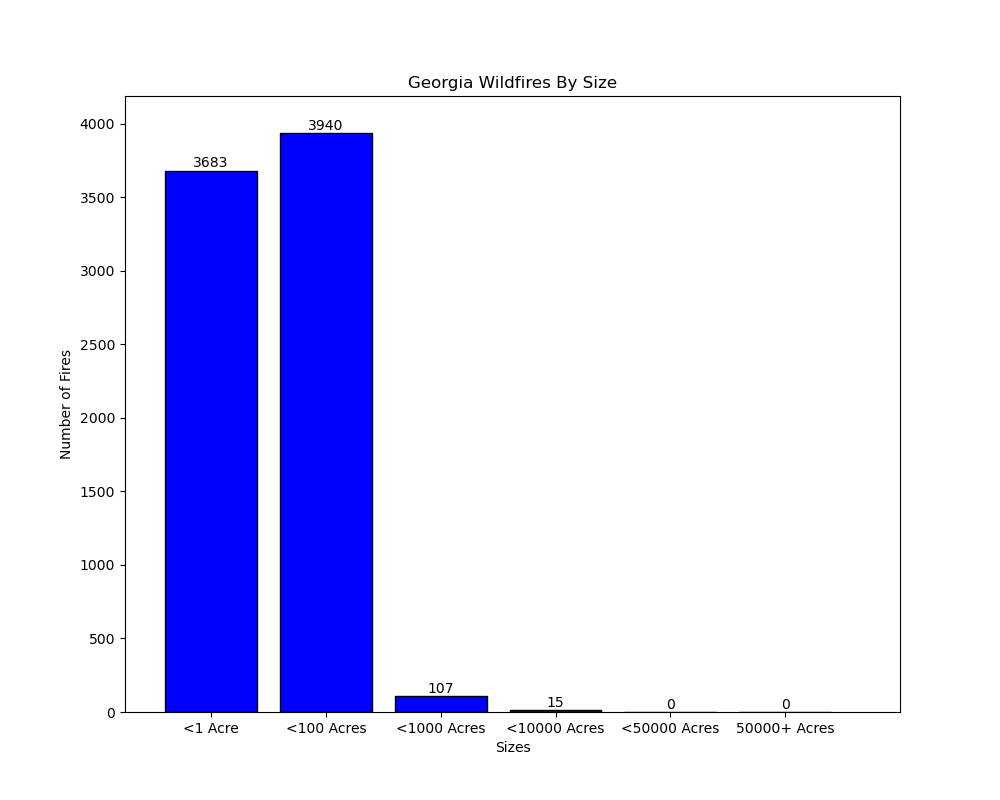 Georgia Wildfires By Size
4000
3500
3000
2500
2000
1500
1000
500
0
Number of Fires
3683
3940
107
15
0
0
<1 Acre
<100 Acres
<1000 Acres
<10000 Acres
<50000 Acres
50000+ Acres
Sizes